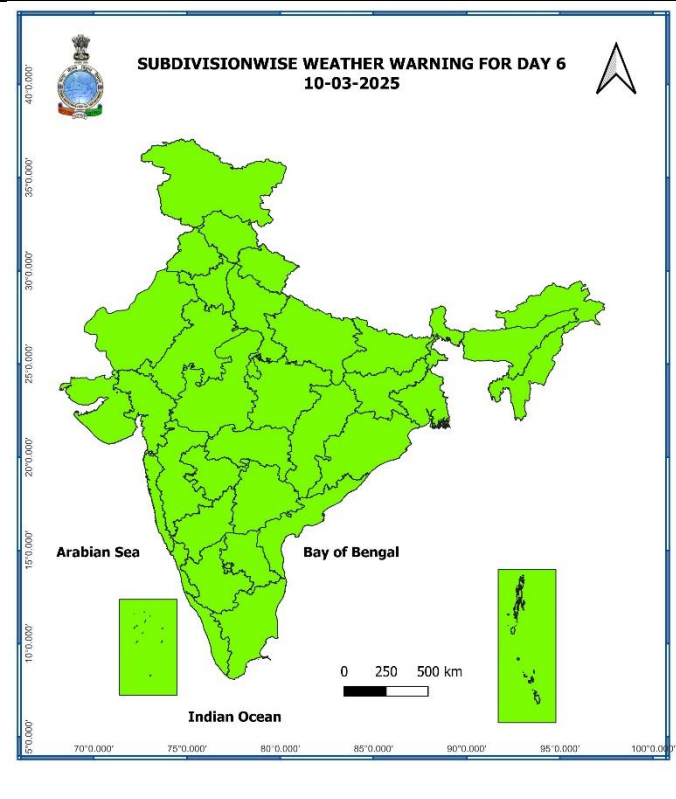 SUBDIVISIONWISE WEATHER WARNING FOR DAY 6
10-03-2025
40°0.000'
35°0.000'
30°0.000'
25°0.000'
20°0.000'
15°0.000'
10°0.000'
5°0.000'
Arabian Sea
Bay of Bengal
0 250 500 km
Indian Ocean
70°0.000' 75°0.000' 80°0.000' 85°0.000' 90°0.000' 95°0.000' 100°0.000'